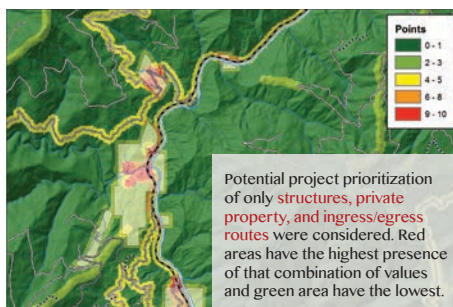 Points
0 - 1
2 - 3
4 - 5
6 - 8
9 - 10
Potential project prioritization
of only structures, private
property, and ingress/egress
routes were considered. Red
areas have the highest presence
of that combination of values
and green area have the lowest.